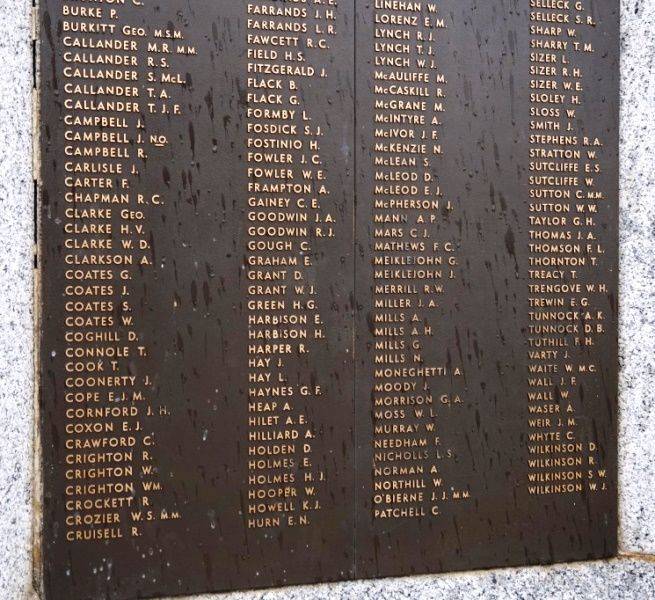 BURKE P.
BURKITT GEO. M.S.M.
CALLANDER M.R. M.M.
CALLANDER R.S.
CALLANDER S. McL.
CALLANDER T.A.
CALLANDER T.J.F.
CAMPBELL J.
CAMPBELL J. NO.
CAMPBELL R.
CARLISLE J.
CARTER F.
CHAPMAN R.C.
CLARKE GEO.
CLARKE H.V.
CLARKE W.D.
CLARKSON A.
COATES G.
COATES J.
COATES S.
COATES W.
COGHILL D.
CONNOLE T.
COOK T.
COONERTY J.
COPE E.J.M.
CORNFORD J.H.
COXON E.J.
CRAWFORD C.
CRIGHTON R.
CRIGHTON W.
CRIGHTON WM.
CROCKETT R.
CROZIER W.S. M.M.
CRUISELL R.
FARRANDS J.H.
FARRANDS L.R.
FAWCETT R.C.
FIELD H.S.
FITZGERALD J.
FLACK B.
FLACK G.
FORMBY L.
FOSDICK S.J.
FOSTINIO H.
FOWLER J.C.
FOWLER W.E.
FRAMPTON A.
GAINEY C.E.
GOODWIN J.A.
GOODWIN R.J.
GOUGH C.
GRAHAM E.
GRANT D.
GRANT W.J.
GREEN H.G.
HARBISON E.
HARBISON H.
HARPER R.
HAY J.
HAY L.
HAYNES G.F.
HEAP A.
HILET A.E.
HILLIARD A.
HOLDEN D.
HOLMES E.
HOLMES H.J.
HOOPER W.
HOWELL K.J.
HURN E.N.
LINEHAN W.
LORENZ E.M.
LYNCH R.J.
LYNCH T.J.
LYNCH W.J.
McAULIFFE M.
McCASKILL R.
McGRANE M.
McINTYRE A.
McIVOR J.F.
McKENZIE N.
McLEAN S.
McLEOD D.
McLEOD E.J.
McPHERSON J.
MANN A.P.
MARS C.J.
MATHEWS F.C.
MEIKLEJOHN G.
MEIKLEJOHN J.
MERRILL R.W.
MILLER J.A.
MILLS A.
MILLS A.H.
MILLS G.
MILLS N.
MONEGHETTI A.
MOODY J.
MORRISON G.A.
MOSS W.L.
MURRAY W.
NEEDHAM F.
NICHOLLS L.S.
NORMAN A.
NORTHILL W.
O'BIERNE J.J. M.M.
PATCHELL C.
SELLECK G.
SELLECK S.R.
SHARP W.
SHARRY T.M.
SIZER L.
SIZER R.H.
SIZER W.E.
SLOLEY H.
SLOSS W.
SMITH J.
STEPHENS R.A.
STRATTON W.
SUTCLIFFE E.S.
SUTCLIFFE W.
SUTTON C. M.M.
SUTTON W.W.
TAYLOR G.H.
THOMAS J.A.
THOMSON F.L.
THORNTON T.
TREACY T.
TRENGOVE W.H.
TREWIN E.G.
TUNNOCK A.K.
TUNNOCK D.B.
TUTHILL F.H.
VARTY J.
WAITE W. M.C.
WALL J.F.
WALL W.
WASER A.
WEIR J.M.
WHYTE C.
WILKINSON D.
WILKINSON R.
WILKINSON S.W.
WILKINSON W.J.